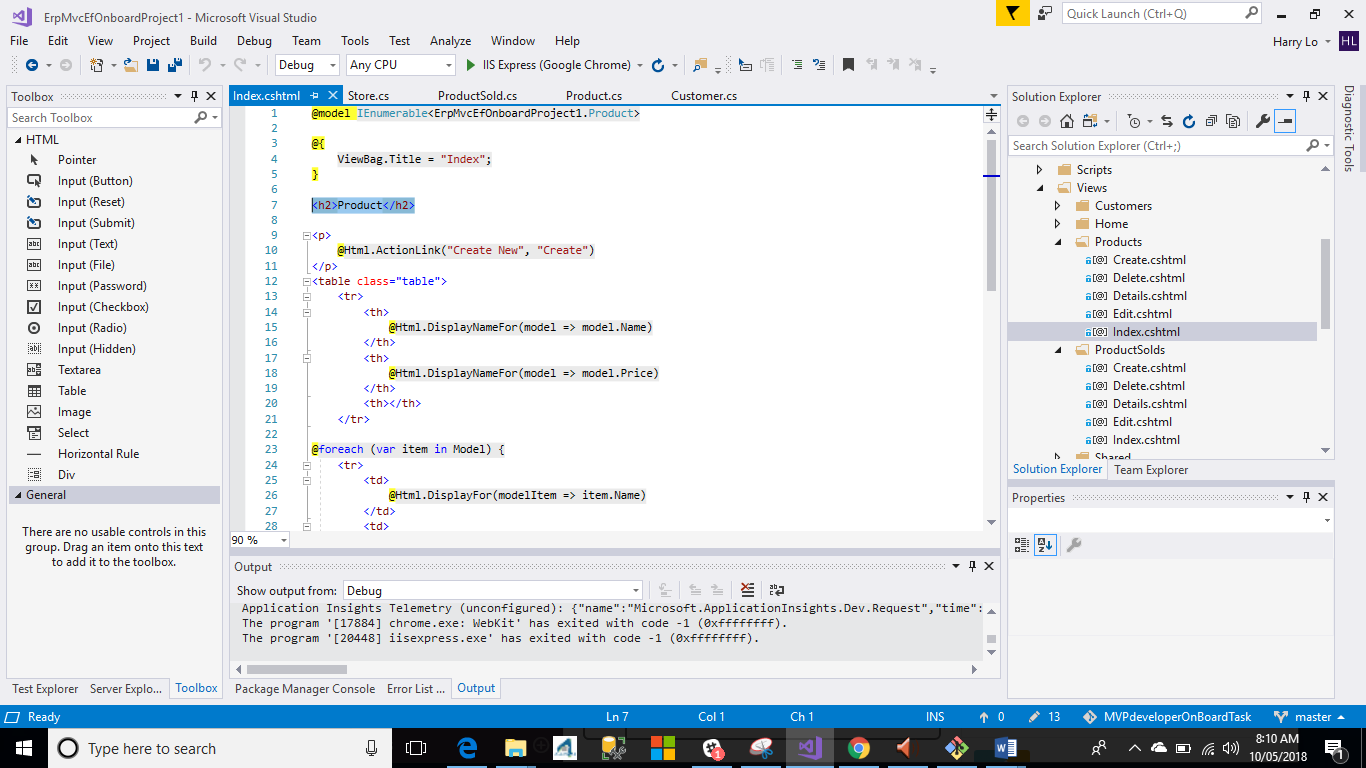 ErpMvcEfOnboardProject1 - Microsoft Visual Studio
Quick Launch (Ctrl+Q)
File Edit View Project Build Debug Team Tools Test Analyze Window Help
Harry Lo HL
Debug Any CPU IIS Express (Google Chrome)
Toolbox
Search Toolbox
HTML
Pointer
Input (Button)
Input (Reset)
Input (Submit)
Input (Text)
Input (File)
Input (Password)
Input (Checkbox)
Input (Radio)
Input (Hidden)
Textarea
Table
Image
Select
Horizontal Rule
Div
General
There are no usable controls in this
group. Drag an item onto this text
to add it to the toolbox.
Test Explorer Server Explo... Toolbox
Index.cshtml Store.cs ProductSold.cs Product.cs Customer.cs
1 @model IEnumerable<ErpMvcEfOnboardProject1.Product>
2
3 @{
4 ViewBag.Title = "Index";
5 }
6
7 <h2>Product</h2>
8
9 <p>
10 @Html.ActionLink("Create New", "Create")
11 </p>
12 <table class="table">
13 <tr>
14 <th>
15 @Html.DisplayNameFor(model => model.Name)
16 </th>
17 <th>
18 @Html.DisplayNameFor(model => model.Price)
19 </th>
20 <th></th>
21 </tr>
22
23 @foreach (var item in Model) {
24 <tr>
25 <td>
26 @Html.DisplayFor(modelItem => item.Name)
27 </td>
28 <td>
90 %
Output
Show output from: Debug
Application Insights Telemetry (unconfigured): {"name":"Microsoft.ApplicationInsights.Dev.Request","time":
The program '[17884] chrome.exe: WebKit' has exited with code -1 (0xffffffff).
The program '[20448] iisexpress.exe' has exited with code -1 (0xffffffff).
Package Manager Console Error List ... Output
Solution Explorer
Search Solution Explorer (Ctrl+;)
Scripts
Views
Customers
Home
Products
Create.cshtml
Delete.cshtml
Details.cshtml
Edit.cshtml
Index.cshtml
ProductSolds
Create.cshtml
Delete.cshtml
Details.cshtml
Edit.cshtml
Index.cshtml
Shared
Solution Explorer Team Explorer
Properties
Diagnostic Tools
Ready Ln 7 Col 1 Ch 1 INS 0 13 MVPdeveloperOnBoardTask master
Type here to search
8:10 AM
10/05/2018